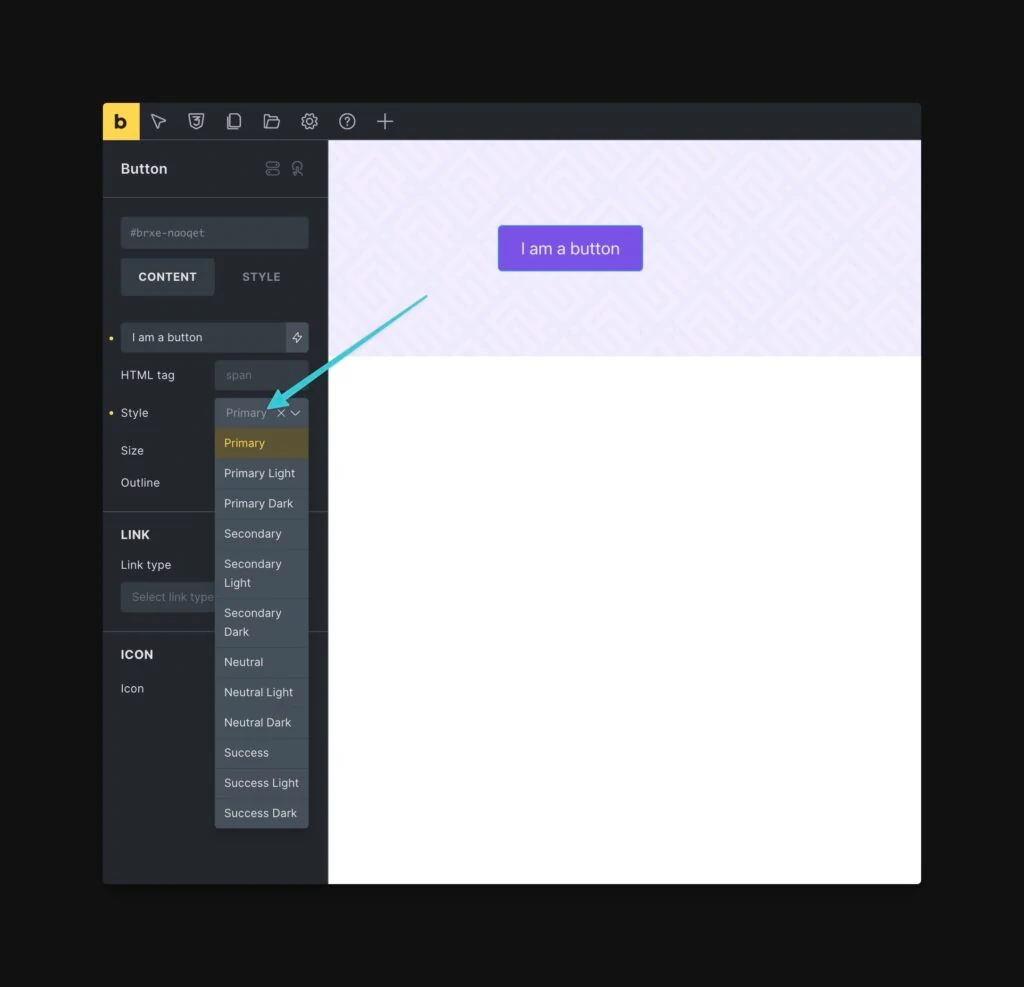 b
Button
#brxe-naoqet
CONTENT
STYLE
I am a button
I am a button
HTML tag
span
Style
Primary
Size
Outline
Primary
Primary Light
Primary Dark
Secondary
Secondary
Light
Secondary
Dark
Neutral
Neutral Light
Neutral Dark
Success
Success Light
Success Dark
LINK
Link type
Select link type
ICON
Icon